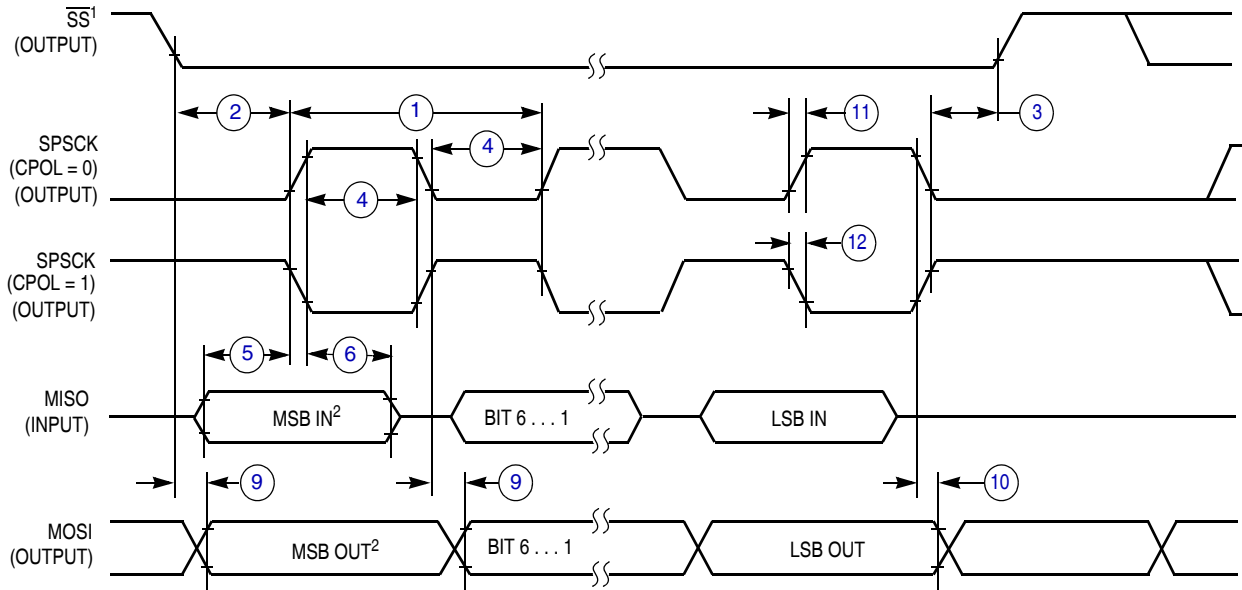 SS¹
(OUTPUT)
2
1
11
3
SPSCK
(CPOL = 0)
(OUTPUT)
4
4
SPSCK
(CPOL = 1)
(OUTPUT)
12
5
6
MISO
(INPUT)
MSB IN²
BIT 6 . . . 1
LSB IN
9
9
10
MOSI
(OUTPUT)
MSB OUT²
BIT 6 . . . 1
LSB OUT